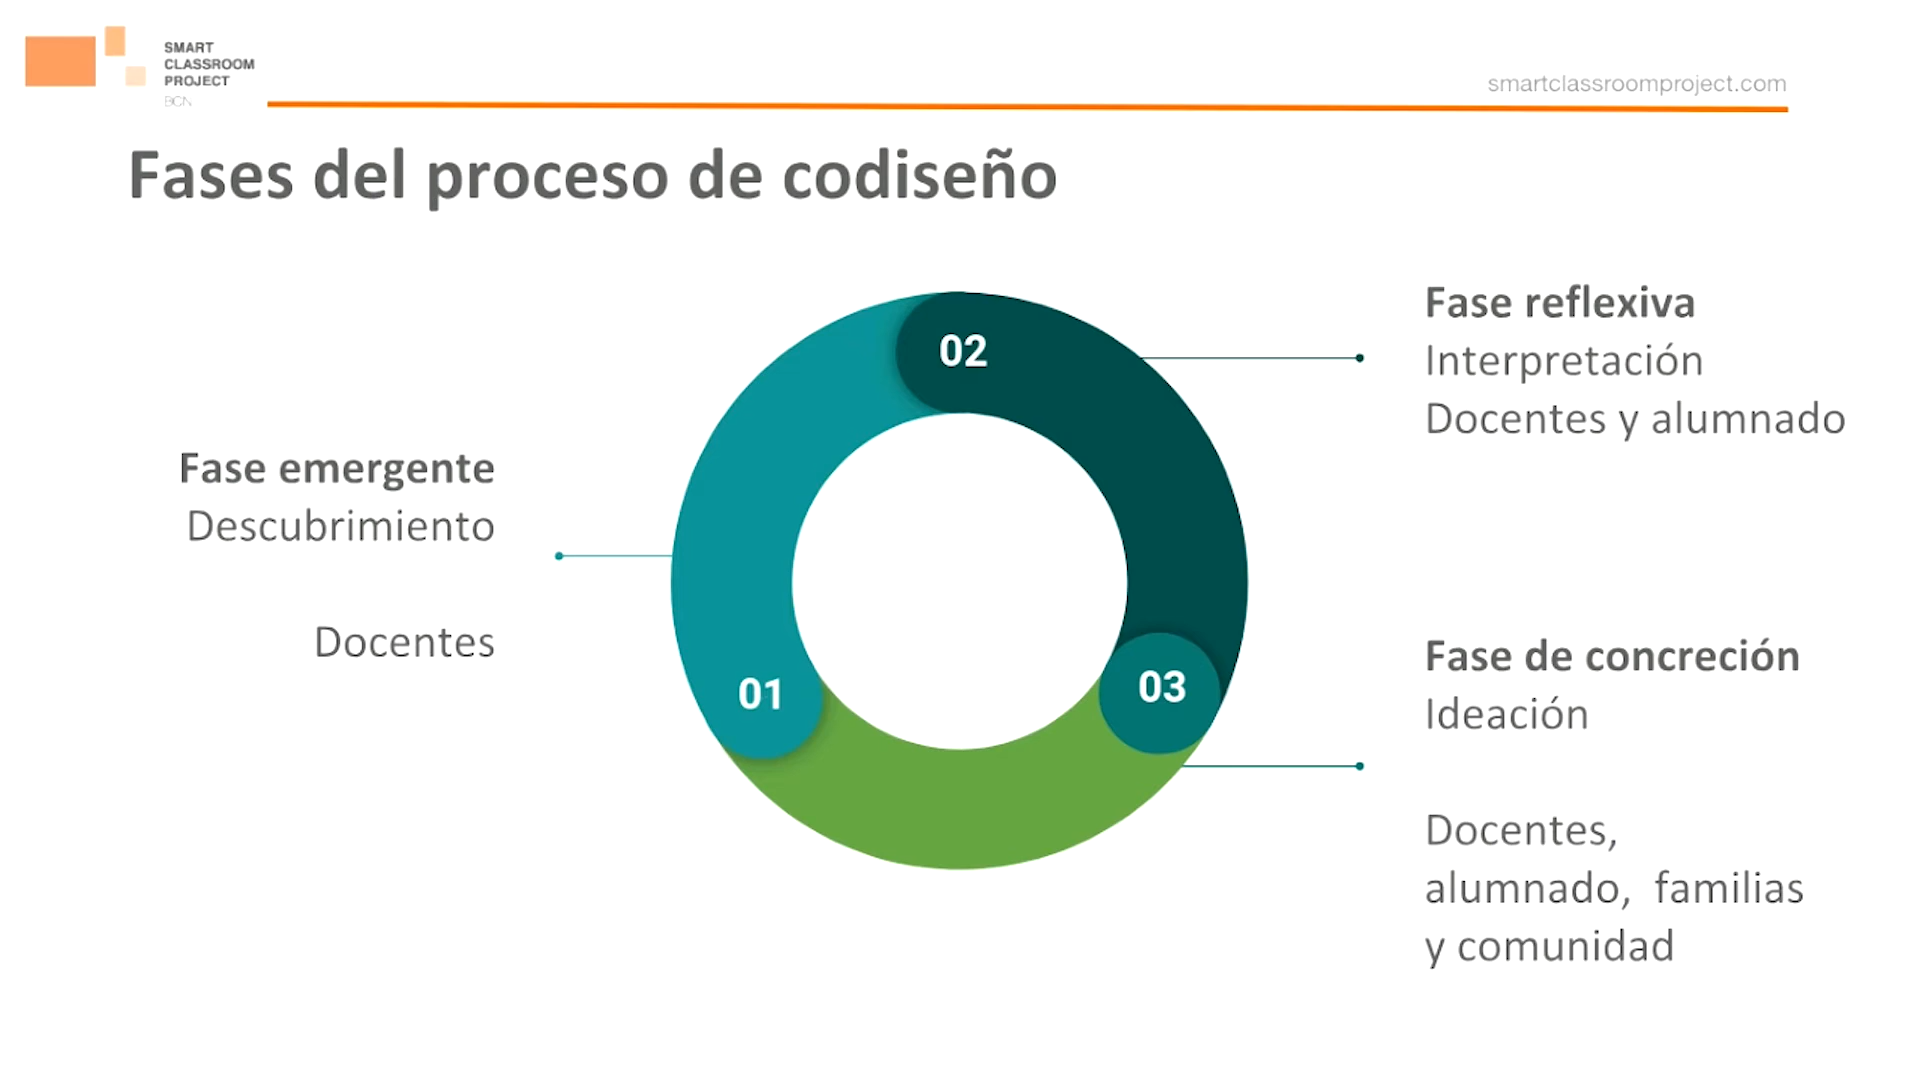 SMART
CLASSROOM
PROJECT
BCN
smartclassroomproject.com
Fases del proceso de codiseño
01
Fase emergente
Descubrimiento
Docentes
02
Fase reflexiva
Interpretación
Docentes y alumnado
03
Fase de concreción
Ideación
Docentes,
alumnado, familias
y comunidad